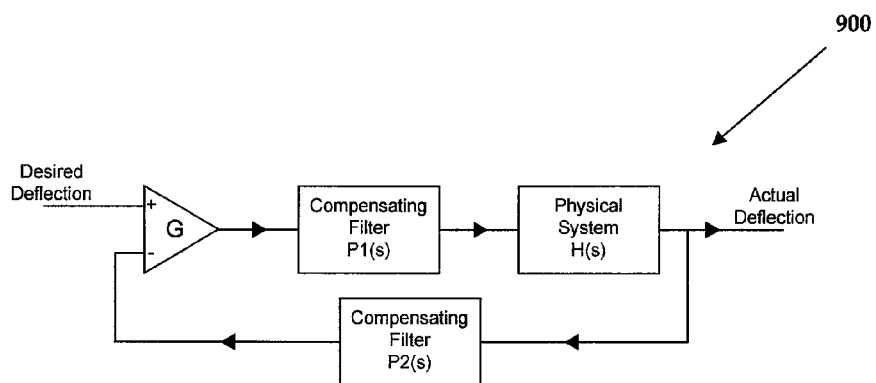 900
Desired
Deflection
+
G
-
Compensating
Filter
P1(s)
Physical
System
H(s)
Actual
Deflection
Compensating
Filter
P2(s)